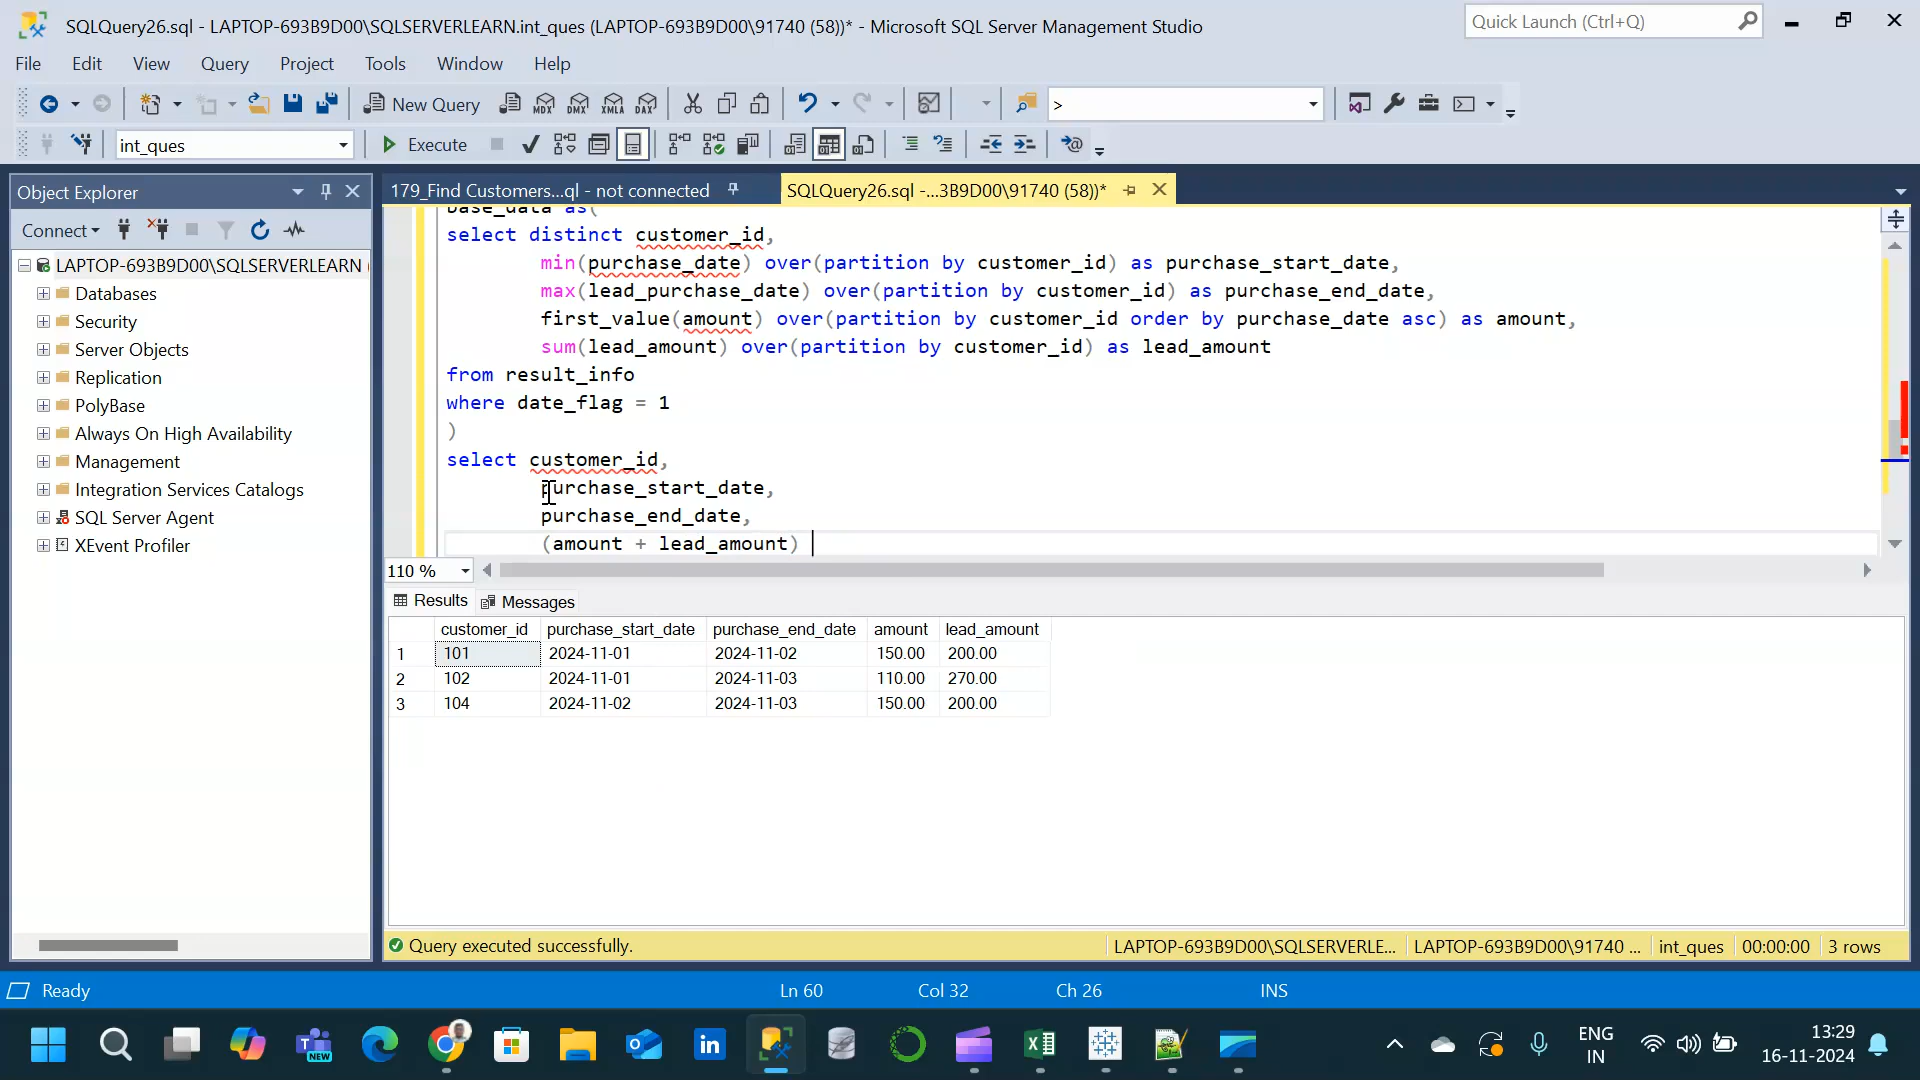 SQLQuery26.sql - LAPTOP-693B9D00\SQLSERVERLEARN.int_ques (LAPTOP-693B9D00\91740 (58))* - Microsoft SQL Server Management Studio
Quick Launch (Ctrl+Q)
File Edit View Query Project Tools Window Help
New Query
MDX DMX XMLA DAX
>
int_ques
Execute
Object Explorer
179_Find Customers...ql - not connected
SQLQuery26.sql -...3B9D00\91740 (58))*
Connect
LAPTOP-693B9D00\SQLSERVERLEARN (
Databases
Security
Server Objects
Replication
PolyBase
Always On High Availability
Management
Integration Services Catalogs
SQL Server Agent
XEvent Profiler
base_data as(
select distinct customer_id,
min(purchase_date) over(partition by customer_id) as purchase_start_date,
max(lead_purchase_date) over(partition by customer_id) as purchase_end_date,
first_value(amount) over(partition by customer_id order by purchase_date asc) as amount,
sum(lead_amount) over(partition by customer_id) as lead_amount
from result_info
where date_flag = 1
)
select customer_id,
purchase_start_date,
purchase_end_date,
(amount + lead_amount)
110 %
Results Messages
customer_id purchase_start_date purchase_end_date amount lead_amount
1 101 2024-11-01 2024-11-02 150.00 200.00
2 102 2024-11-01 2024-11-03 110.00 270.00
3 104 2024-11-02 2024-11-03 150.00 200.00
Query executed successfully.
LAPTOP-693B9D00\SQLSERVERLE... LAPTOP-693B9D00\91740 ... int_ques 00:00:00 3 rows
Ready
Ln 60 Col 32 Ch 26 INS
NEW
ENG
IN
13:29
16-11-2024